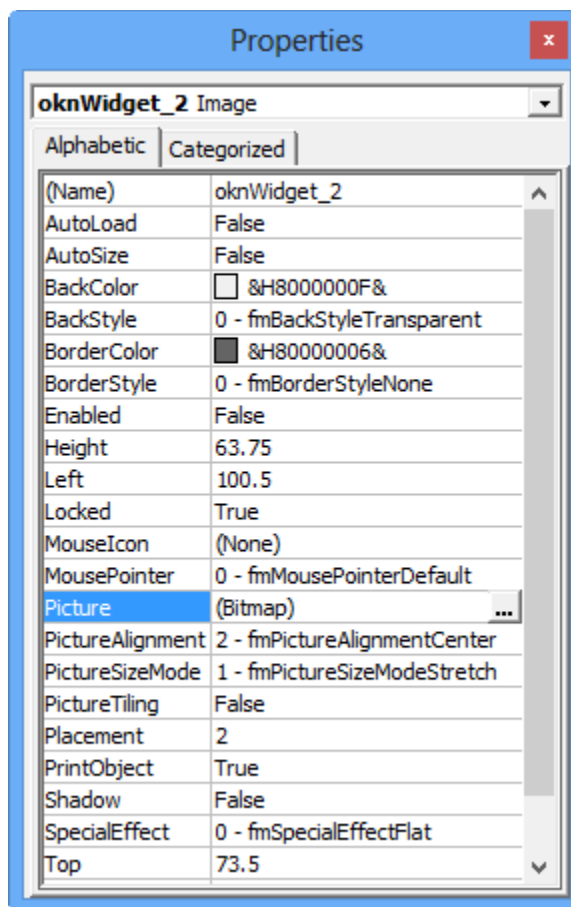 Properties
x
oknWidget_2 Image
Alphabetic Categorized
(Name) oknWidget_2
AutoLoad False
AutoSize False
BackColor &H8000000F&
BackStyle 0 - fmBackStyleTransparent
BorderColor &H80000006&
BorderStyle 0 - fmBorderStyleNone
Enabled False
Height 63.75
Left 100.5
Locked True
MouseIcon (None)
MousePointer 0 - fmMousePointerDefault
Picture (Bitmap) ...
PictureAlignment 2 - fmPictureAlignmentCenter
PictureSizeMode 1 - fmPictureSizeModeStretch
PictureTiling False
Placement 2
PrintObject True
Shadow False
SpecialEffect 0 - fmSpecialEffectFlat
Top 73.5